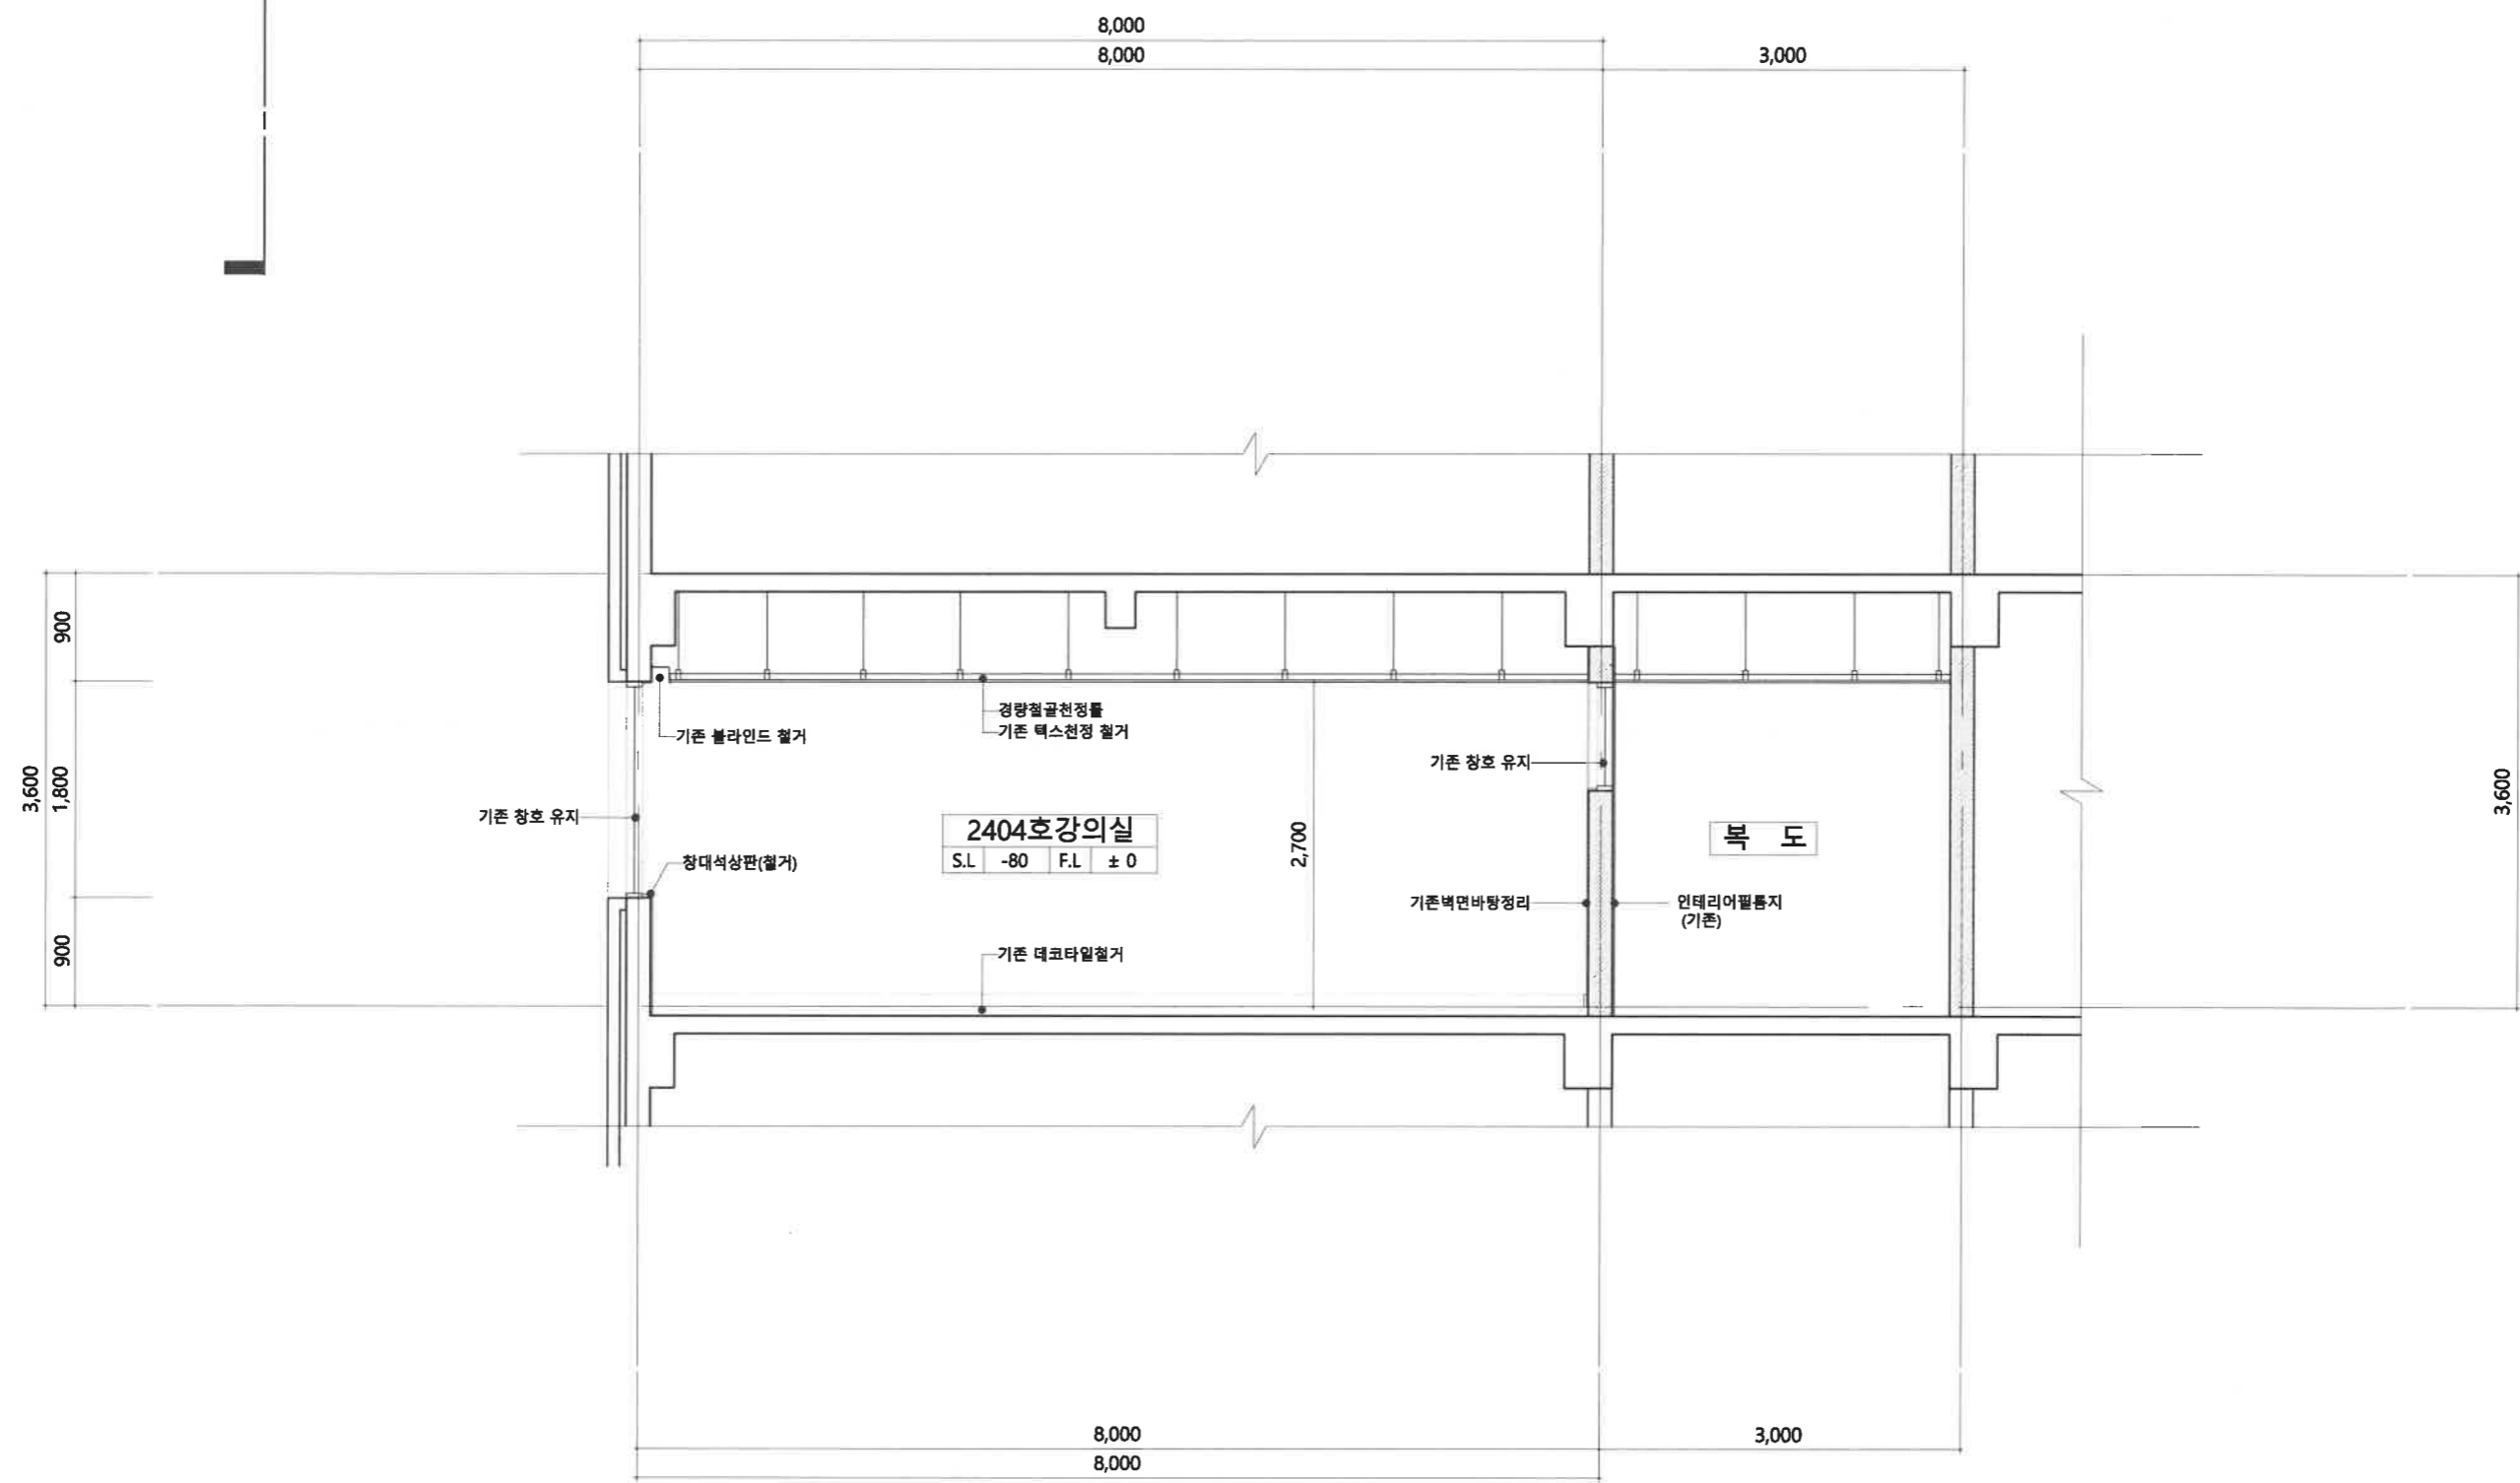 8,000
8,000
3,000
900
경량철골천정틀
기존 텍스천정 철거
기존 블라인드 철거
기존 창호 유지
3,600
1,800
3,600
기존 창호 유지
2404호강의실
S.L -80 F.L ± 0
2,700
복 도
창대석상판(철거)
기존벽면바탕정리
인테리어필름지
(기존)
900
기존 데코타일철거
8,000
3,000
8,000